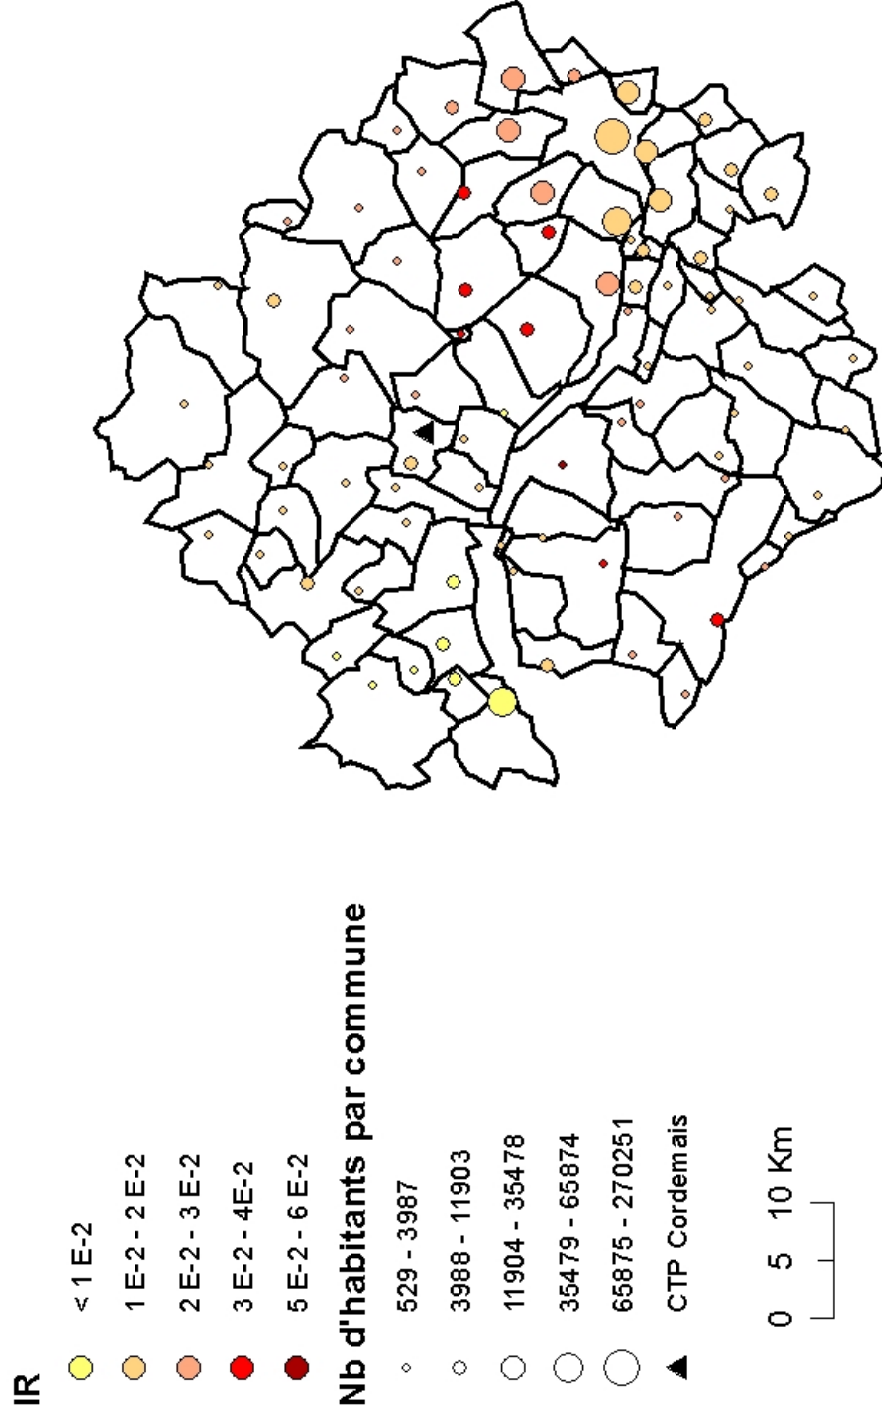 IR
< 1 E-2
1 E-2 - 2 E-2
2 E-2 - 3 E-2
3 E-2 - 4E-2
5 E-2 - 6 E-2
Nb d'habitants par commune
529 - 3987
3988 - 11903
11904 - 35478
35479 - 65874
65875 - 270251
CTP Cordemais
0 5 10 Km